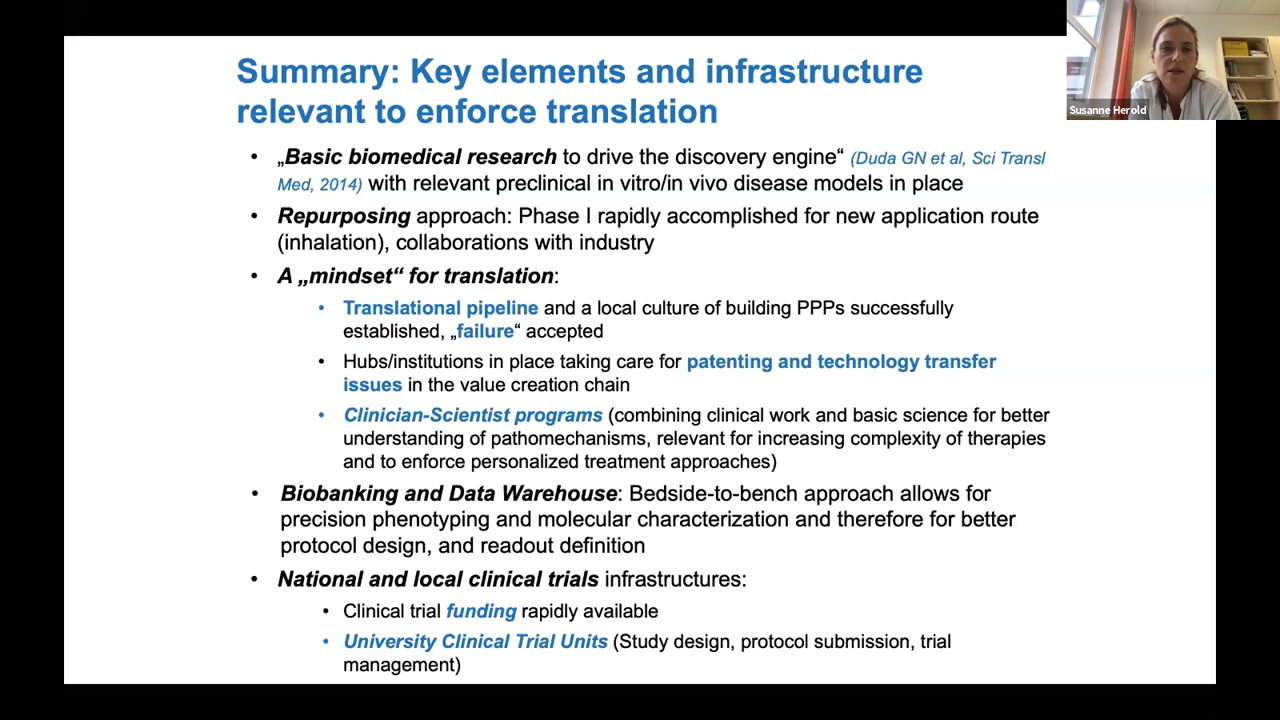 Summary: Key elements and infrastructure
relevant to enforce translation
Susanne Herold
• „Basic biomedical research to drive the discovery engine“ (Duda GN et al, Sci Transl
Med, 2014) with relevant preclinical in vitro/in vivo disease models in place
• Repurposing approach: Phase I rapidly accomplished for new application route
(inhalation), collaborations with industry
• A „mindset“ for translation:
• Translational pipeline and a local culture of building PPPs successfully
established, „failure“ accepted
• Hubs/institutions in place taking care for patenting and technology transfer
issues in the value creation chain
• Clinician-Scientist programs (combining clinical work and basic science for better
understanding of pathomechanisms, relevant for increasing complexity of therapies
and to enforce personalized treatment approaches)
• Biobanking and Data Warehouse: Bedside-to-bench approach allows for
precision phenotyping and molecular characterization and therefore for better
protocol design, and readout definition
• National and local clinical trials infrastructures:
• Clinical trial funding rapidly available
• University Clinical Trial Units (Study design, protocol submission, trial
management)